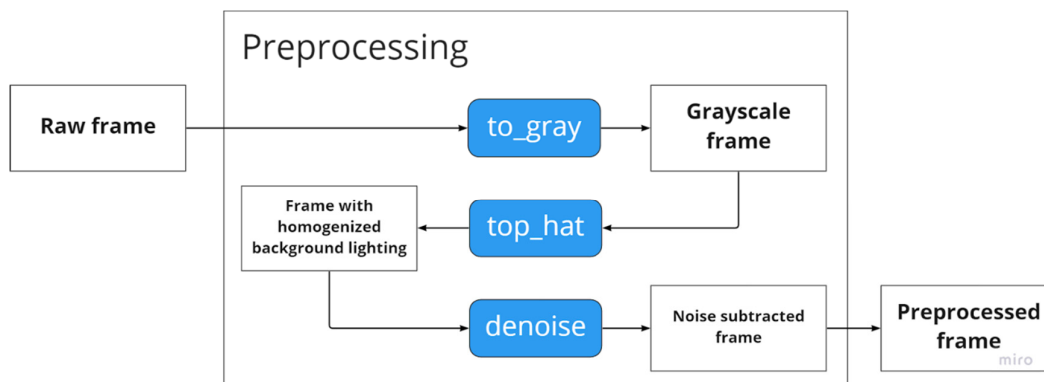 Preprocessing
Raw frame
to_gray
Grayscale
frame
Frame with
homogenized
background lighting
top_hat
denoise
Noise subtracted
frame
Preprocessed
frame
miro